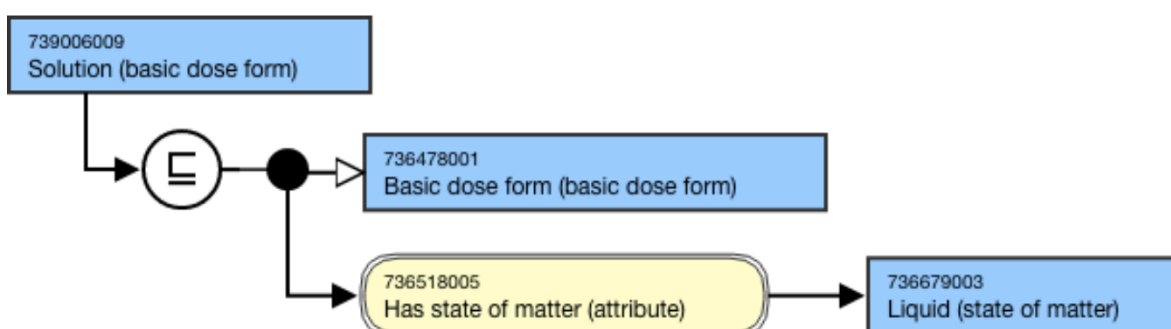 739006009
Solution (basic dose form)
⊑
736478001
Basic dose form (basic dose form)
736518005
Has state of matter (attribute)
736679003
Liquid (state of matter)